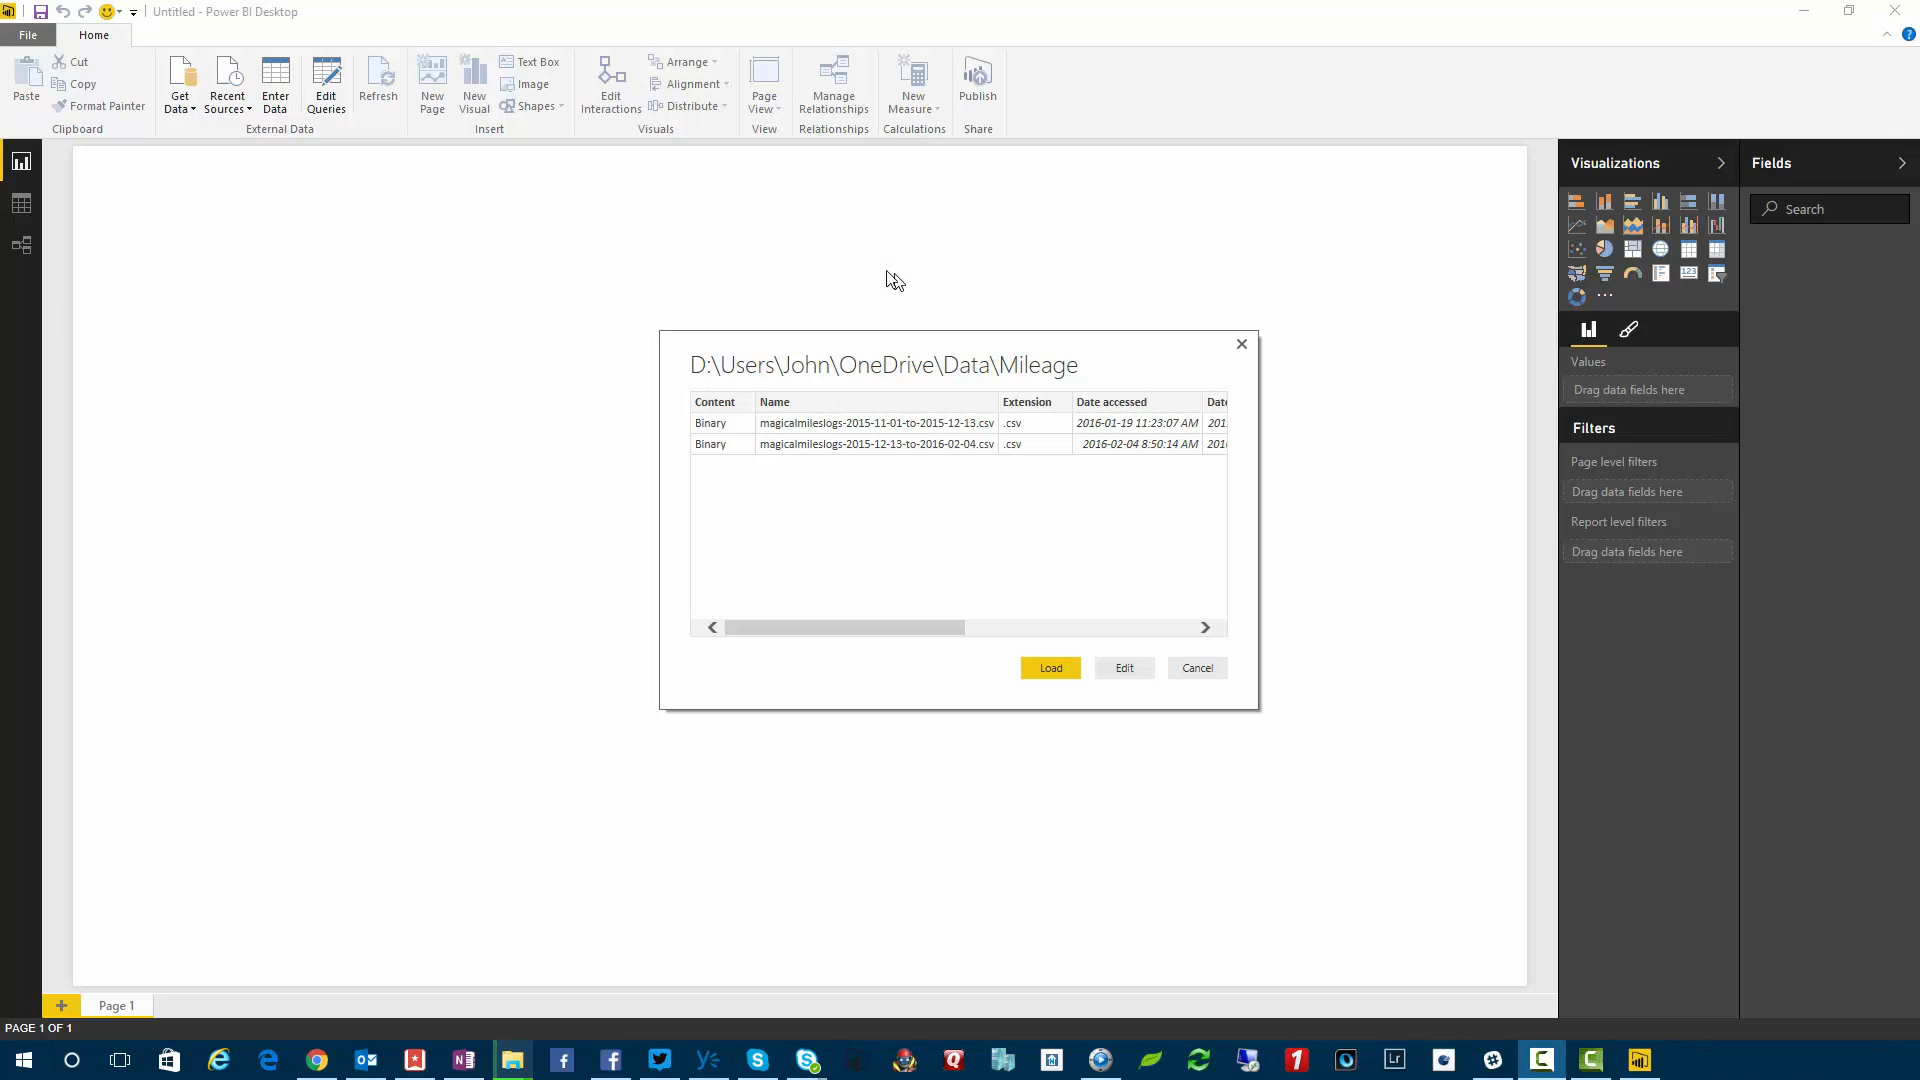 Untitled - Power BI Desktop
File
Home
Paste
Cut
Copy
Format Painter
Clipboard
Get Data
Recent Sources
Enter Data
Edit Queries
Refresh
External Data
New Page
New Visual
Text Box
Image
Shapes
Insert
Edit Interactions
Arrange
Alignment
Distribute
Visuals
Page View
View
Manage Relationships
Relationships
New Measure
Calculations
Publish
Share
Visualizations
Fields
Search
123
Values
Drag data fields here
Filters
Page level filters
Drag data fields here
Report level filters
Drag data fields here
D:\Users\John\OneDrive\Data\Mileage
Content Name Extension Date accessed Date
Binary magicalmileslogs-2015-11-01-to-2015-12-13.csv .csv 2016-01-19 11:23:07 AM 201
Binary magicalmileslogs-2015-12-13-to-2016-02-04.csv .csv 2016-02-04 8:50:14 AM 201
Load Edit Cancel
Page 1
PAGE 1 OF 1